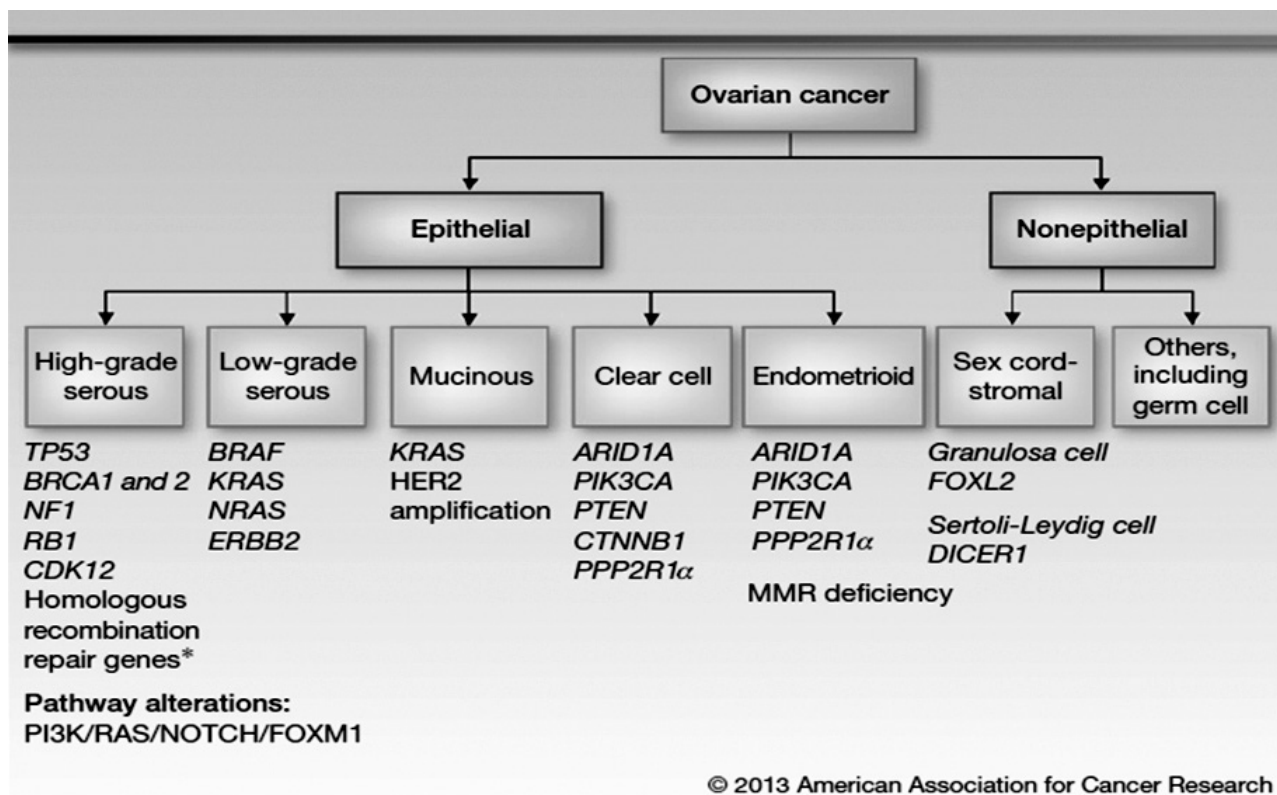 Ovarian cancer
Epithelial
Nonepithelial
High-grade
serous
Low-grade
serous
Mucinous
Clear cell
Endometrioid
Sex cord-
stromal
Others,
including
germ cell
TP53
BRCA1 and 2
NF1
RB1
CDK12
Homologous
recombination
repair genes*
Pathway alterations:
PI3K/RAS/NOTCH/FOXM1
BRAF
KRAS
NRAS
ERBB2
KRAS
HER2
amplification
ARID1A
PIK3CA
PTEN
CTNNB1
PPP2R1α
ARID1A
PIK3CA
PTEN
PPP2R1α
MMR deficiency
Granulosa cell
FOXL2
Sertoli-Leydig cell
DICER1
© 2013 American Association for Cancer Research